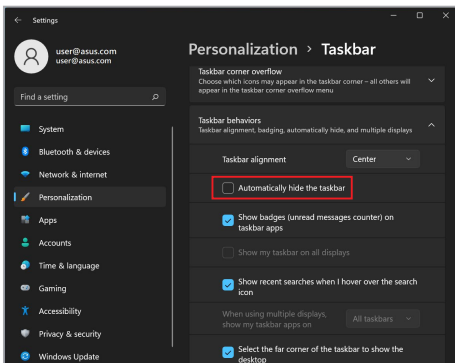 Settings
user@asus.com
user@asus.com
Find a setting
System
Bluetooth & devices
Network & internet
Personalization
Apps
Accounts
Time & language
Gaming
Accessibility
Privacy & security
Windows Update
Personalization > Taskbar
Taskbar corner overflow
Choose which icons may appear in the taskbar corner – all others will
appear in the taskbar corner overflow menu
Taskbar behaviors
Taskbar alignment, badging, automatically hide, and multiple displays
Taskbar alignment
Center
Automatically hide the taskbar
Show badges (unread messages counter) on
taskbar apps
Show my taskbar on all displays
Show recent searches when I hover over the search
icon
When using multiple displays,
show my taskbar apps on
All taskbars
Select the far corner of the taskbar to show the
desktop